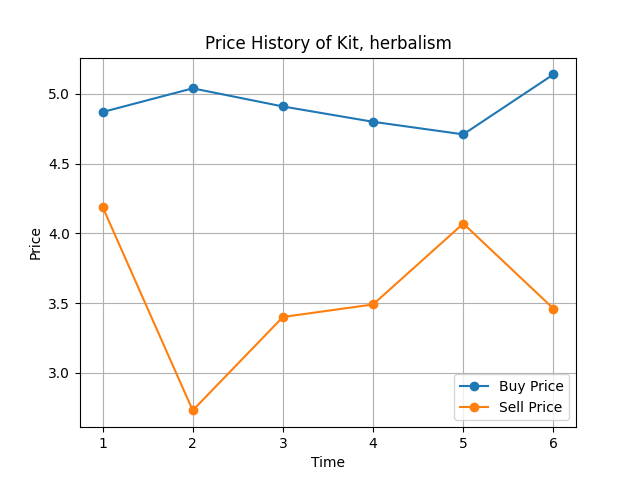 Price History of Kit, herbalism
5.0
4.5
4.0
3.5
3.0
Price
1 2 3 4 5 6
Time
Buy Price
Sell Price